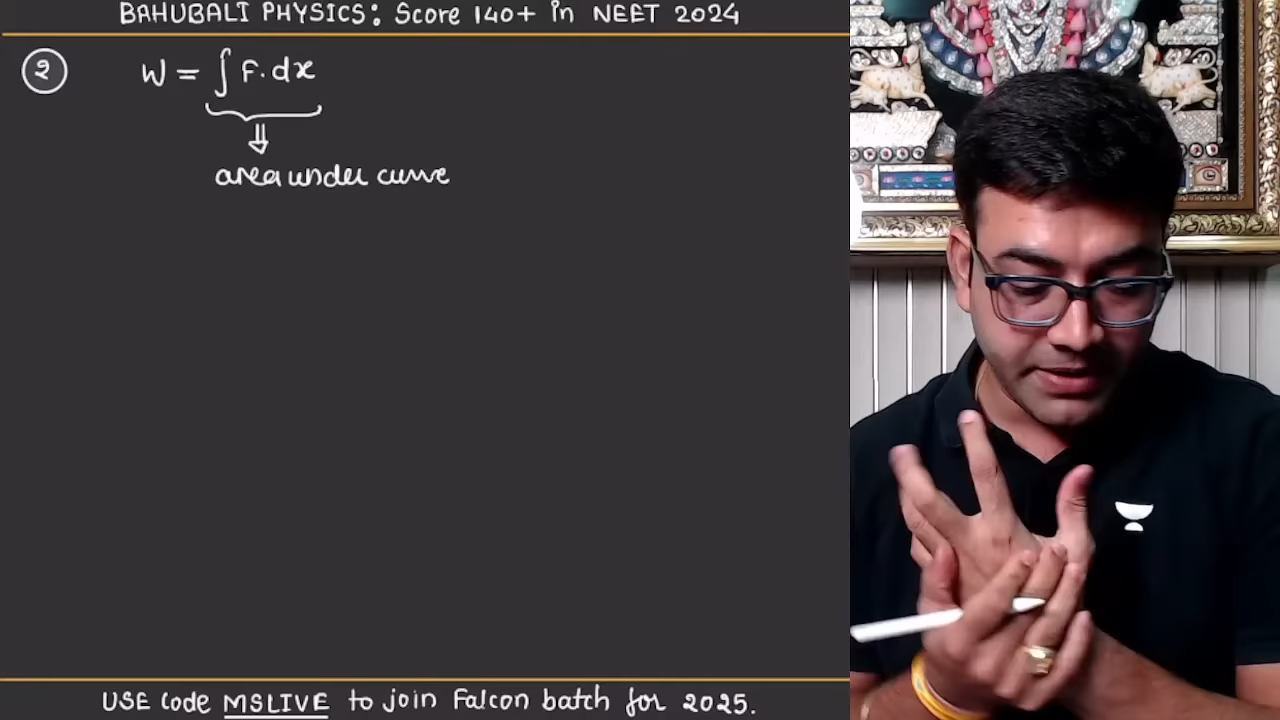 BAHUBALI PHYSICS: Score 140+ in NEET 2024
② W = ∫ F.dx
⇓
area under curve
USE Code MSLIVE to join Falcon batch for 2025.